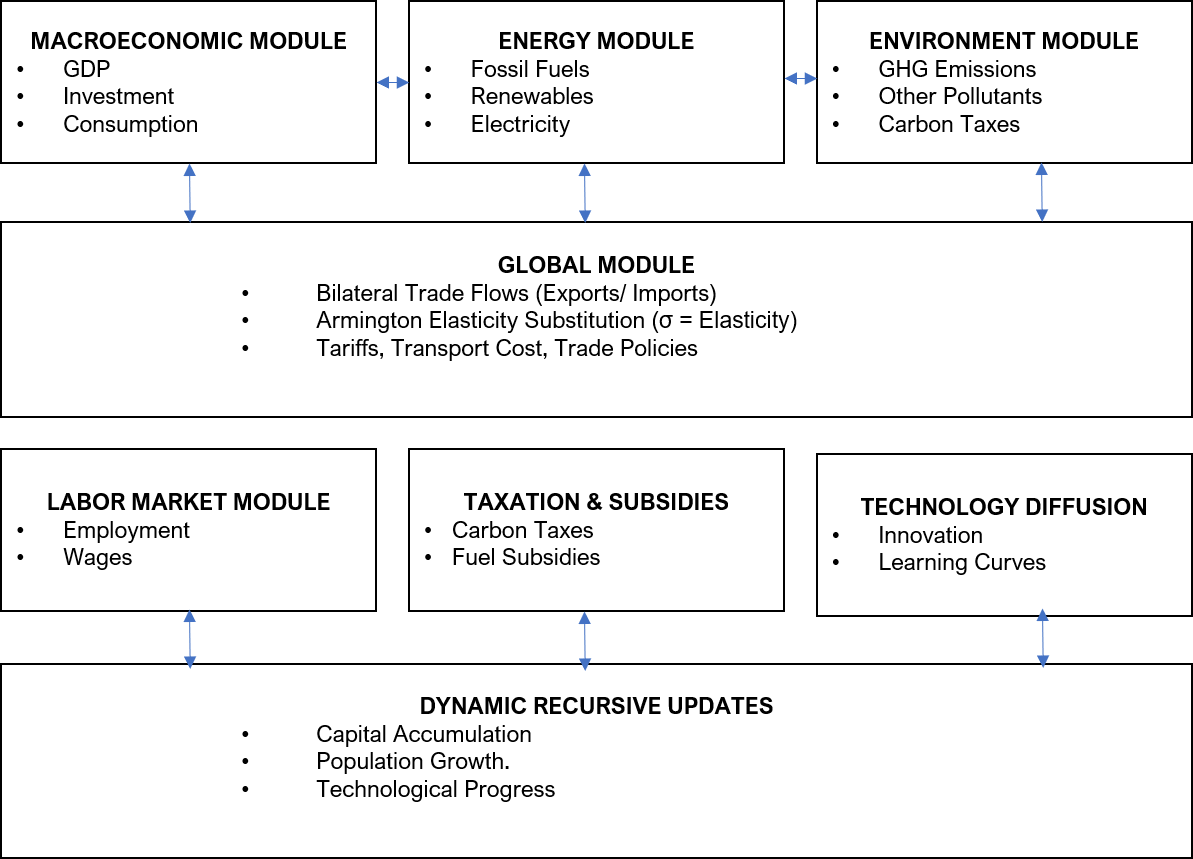 MACROECONOMIC MODULE
• GDP
• Investment
• Consumption
ENERGY MODULE
• Fossil Fuels
• Renewables
• Electricity
ENVIRONMENT MODULE
• GHG Emissions
• Other Pollutants
• Carbon Taxes
GLOBAL MODULE
• Bilateral Trade Flows (Exports/ Imports)
• Armington Elasticity Substitution (σ = Elasticity)
• Tariffs, Transport Cost, Trade Policies
LABOR MARKET MODULE
• Employment
• Wages
TAXATION & SUBSIDIES
• Carbon Taxes
• Fuel Subsidies
TECHNOLOGY DIFFUSION
• Innovation
• Learning Curves
DYNAMIC RECURSIVE UPDATES
• Capital Accumulation
• Population Growth.
• Technological Progress